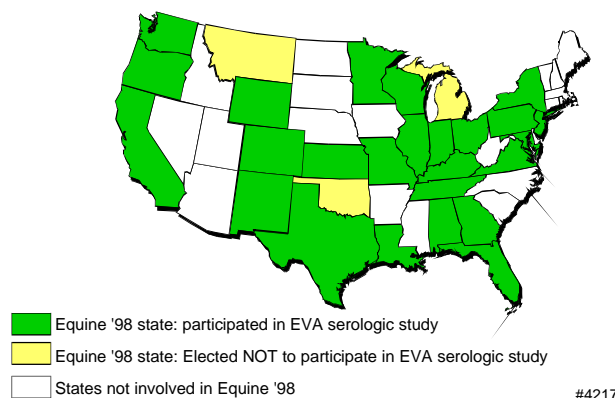 Equine '98 state: participated in EVA serologic study
Equine '98 state: Elected NOT to participate in EVA serologic study
States not involved in Equine '98
#4217